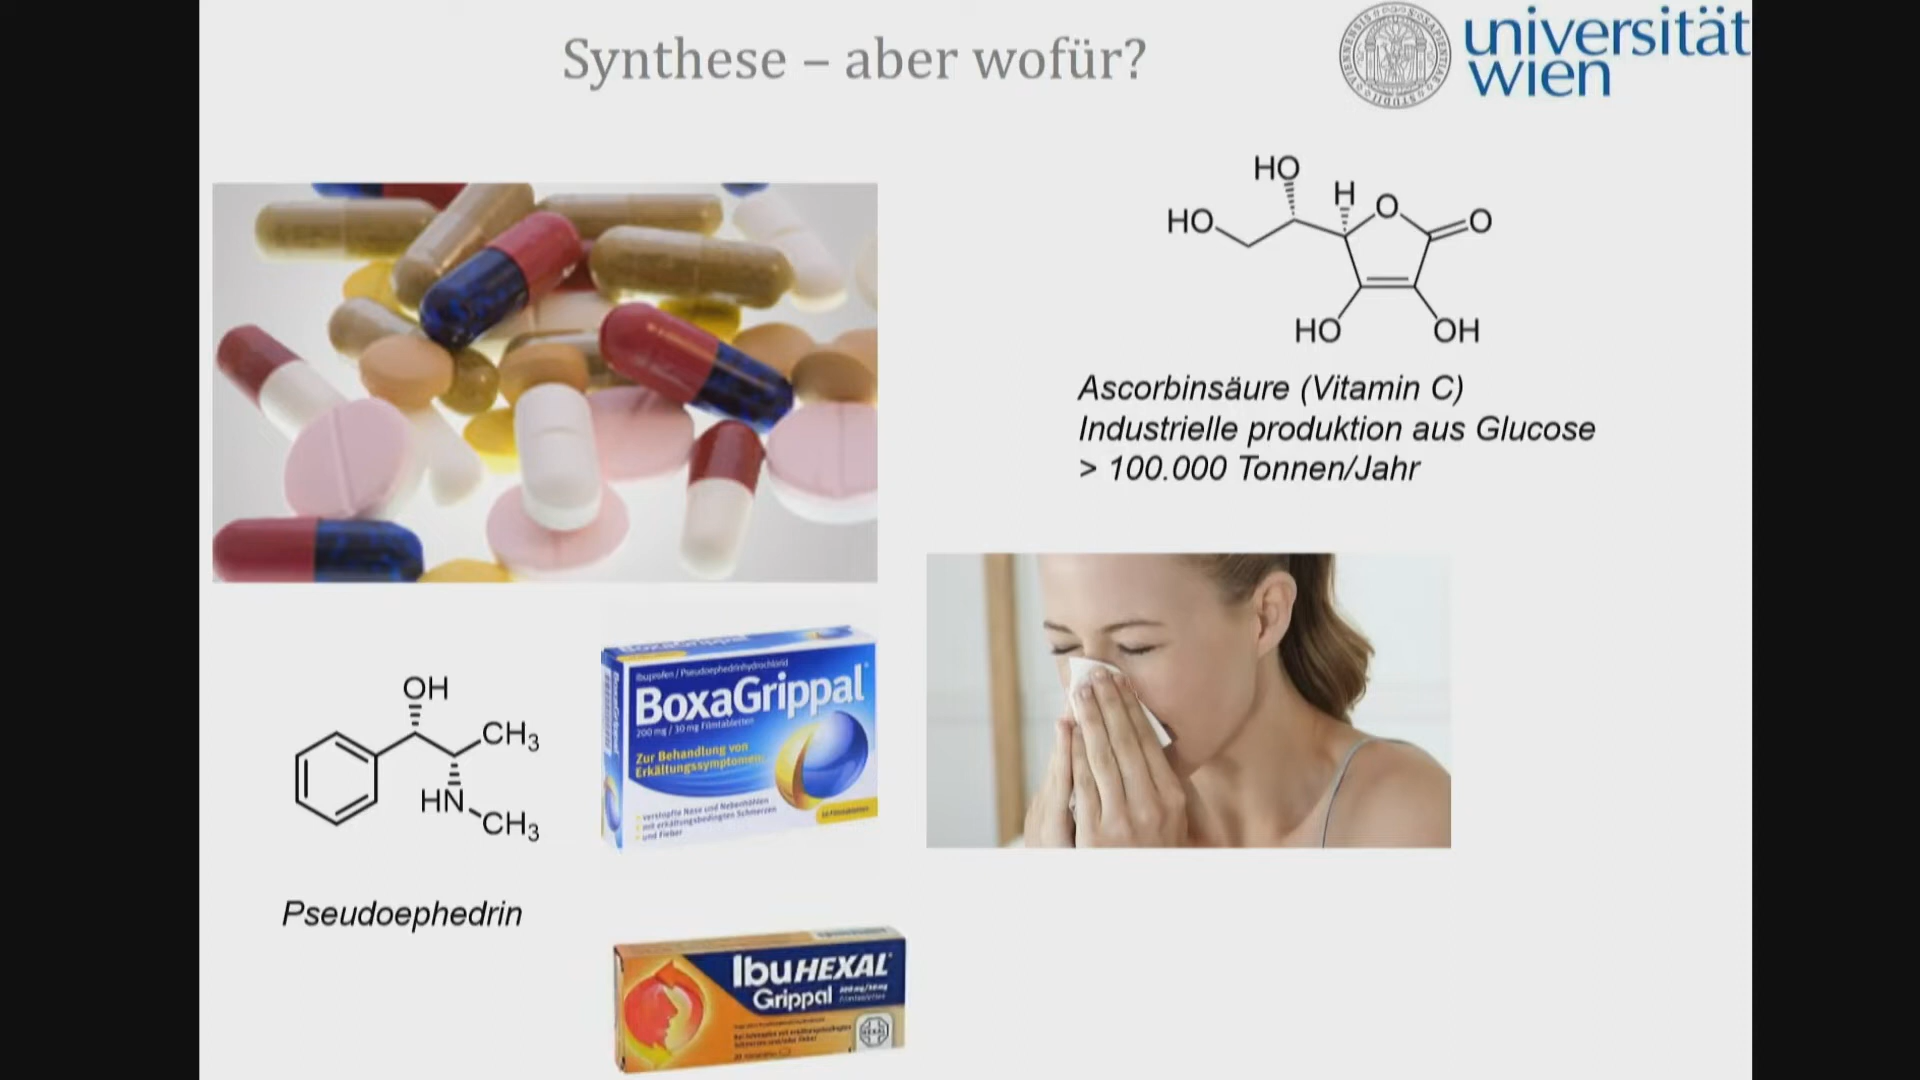 Synthese – aber wofür?
universität
wien
HO
H
O
HO
O
HO
OH
Ascorbinsäure (Vitamin C)
Industrielle produktion aus Glucose
> 100.000 Tonnen/Jahr
OH
CH3
HN
CH3
Pseudoephedrin
Ibuprofen / Pseudoephedrinhydrochlorid
BoxaGrippal
200 mg / 30 mg Filmtabletten
Zur Behandlung von
Erkältungssymptomen
verstopfte Nase und Nebenhöhlen
mit erkältungsbedingten Schmerzen
und Fieber
IbuHEXAL
Grippal
HEXAL